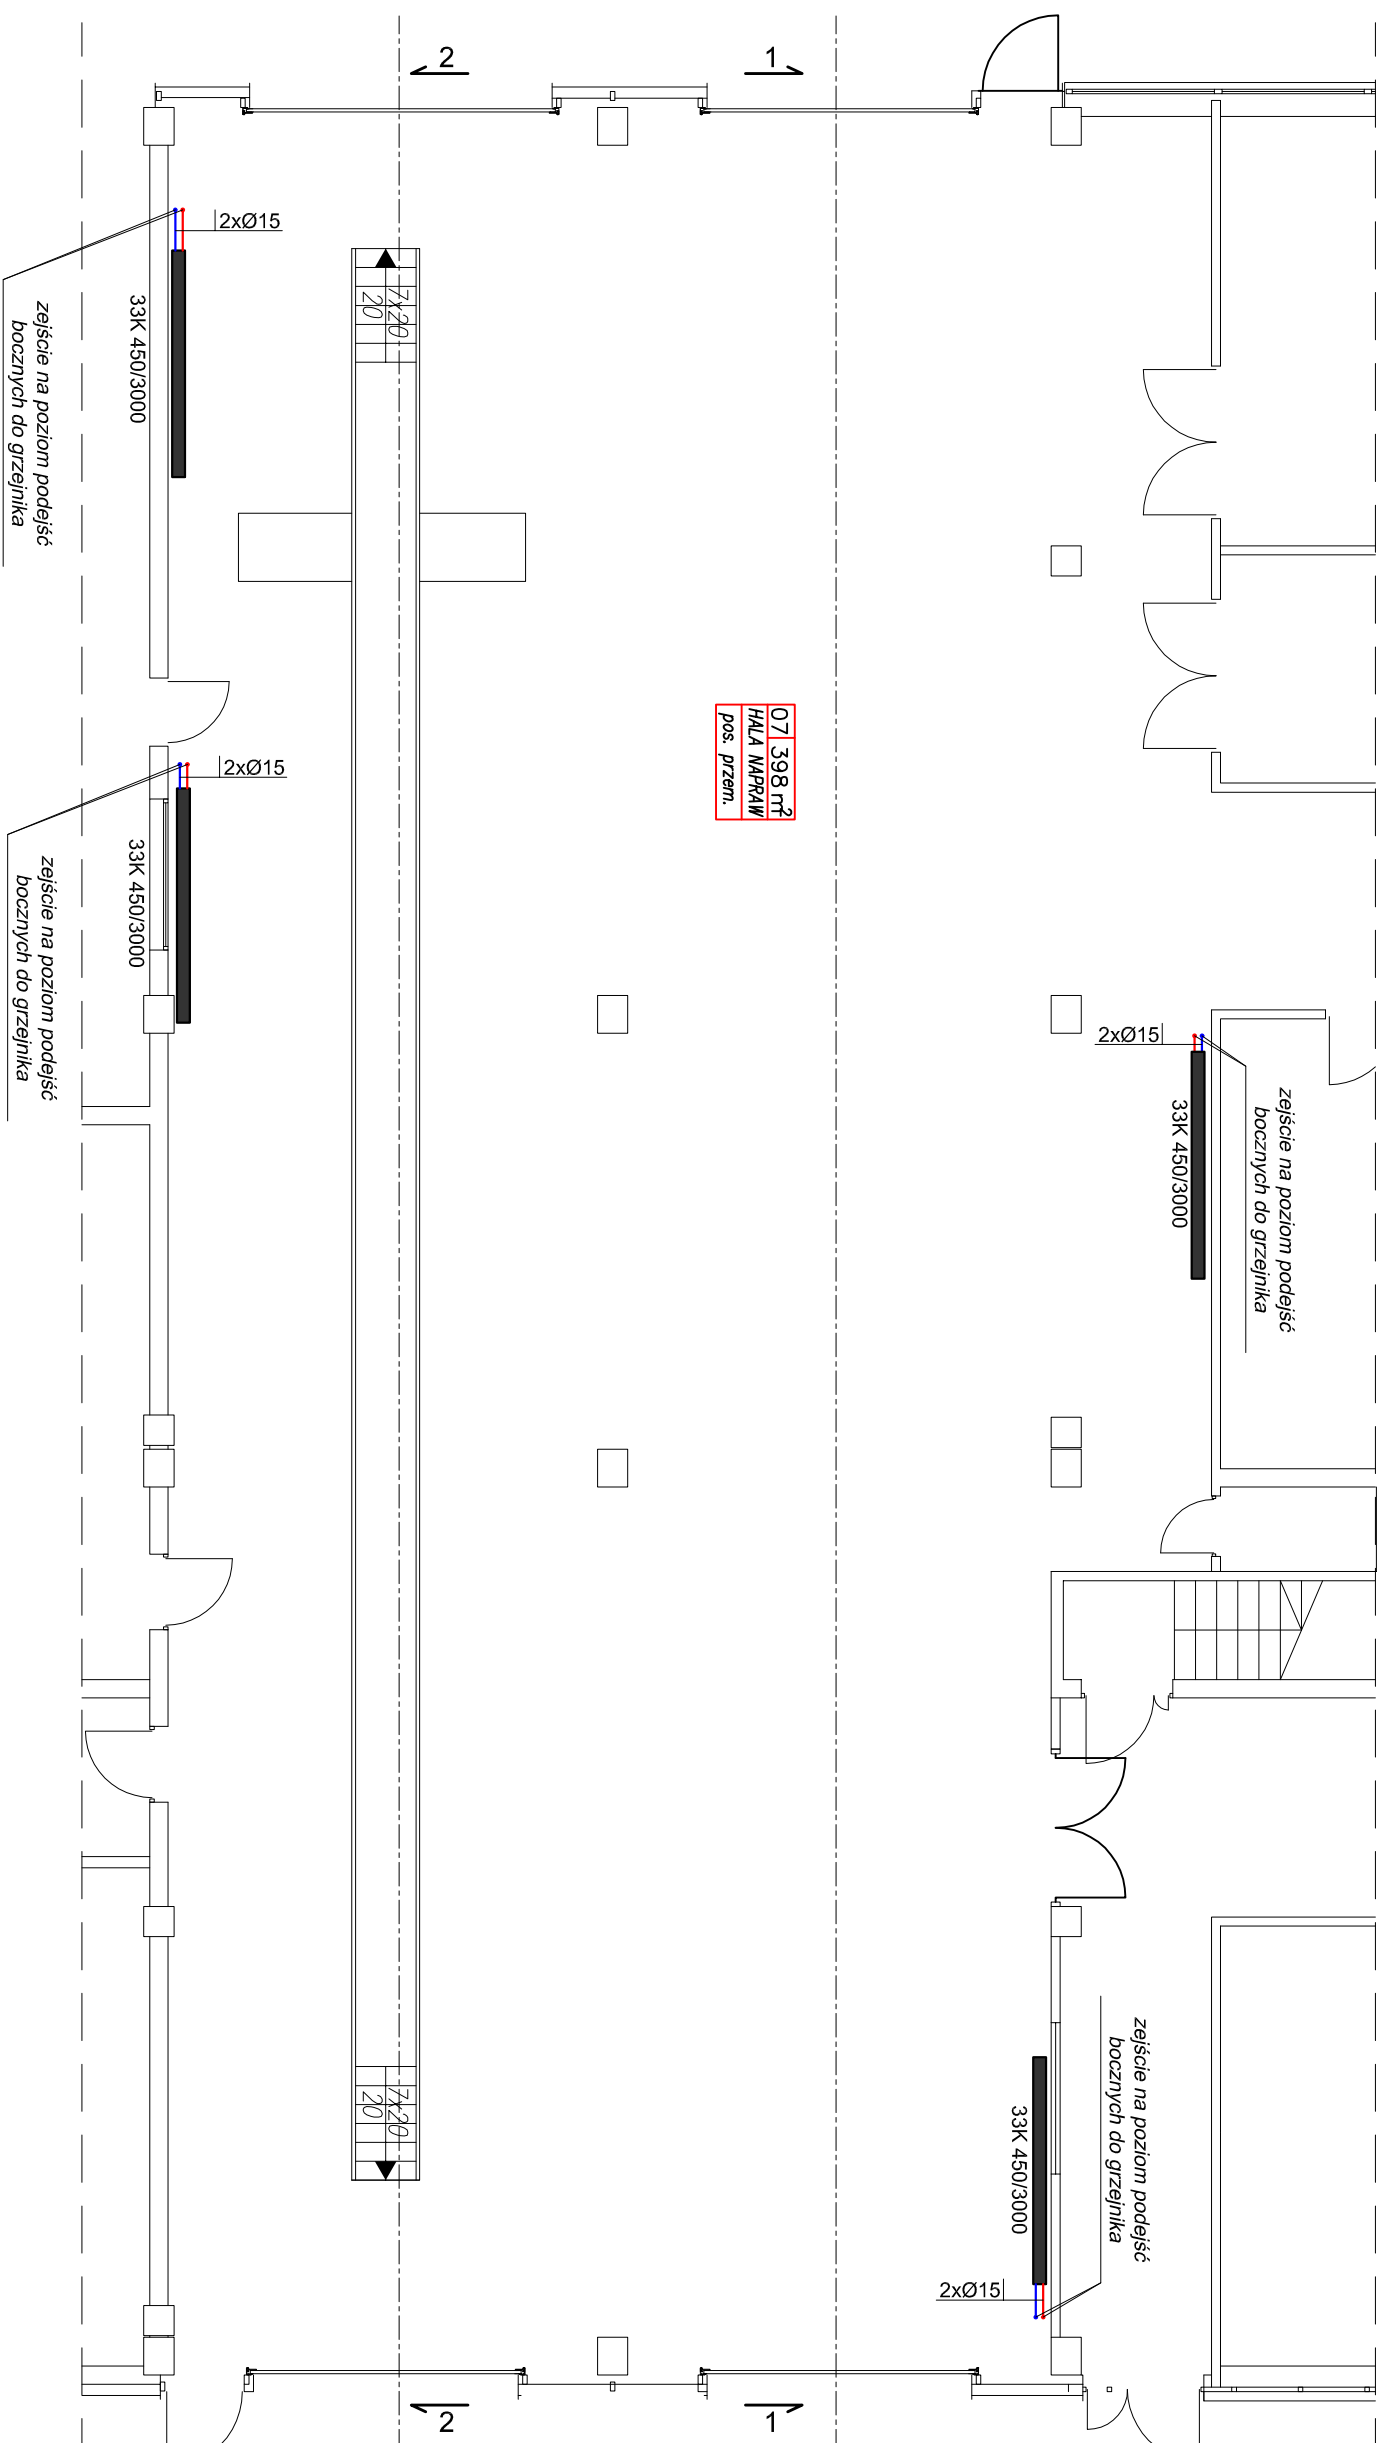 2
1
2xØ15
33K 450/3000
zejście na poziom podejść
bocznych do grzejnika
7x20
20
07 398 m²
HALA NAPRAW
pos. przem.
2xØ15
33K 450/3000
zejście na poziom podejść
bocznych do grzejnika
2xØ15
33K 450/3000
zejście na poziom podejść
bocznych do grzejnika
zejście na poziom podejść
bocznych do grzejnika
33K 450/3000
2xØ15
7x20
20
2
1